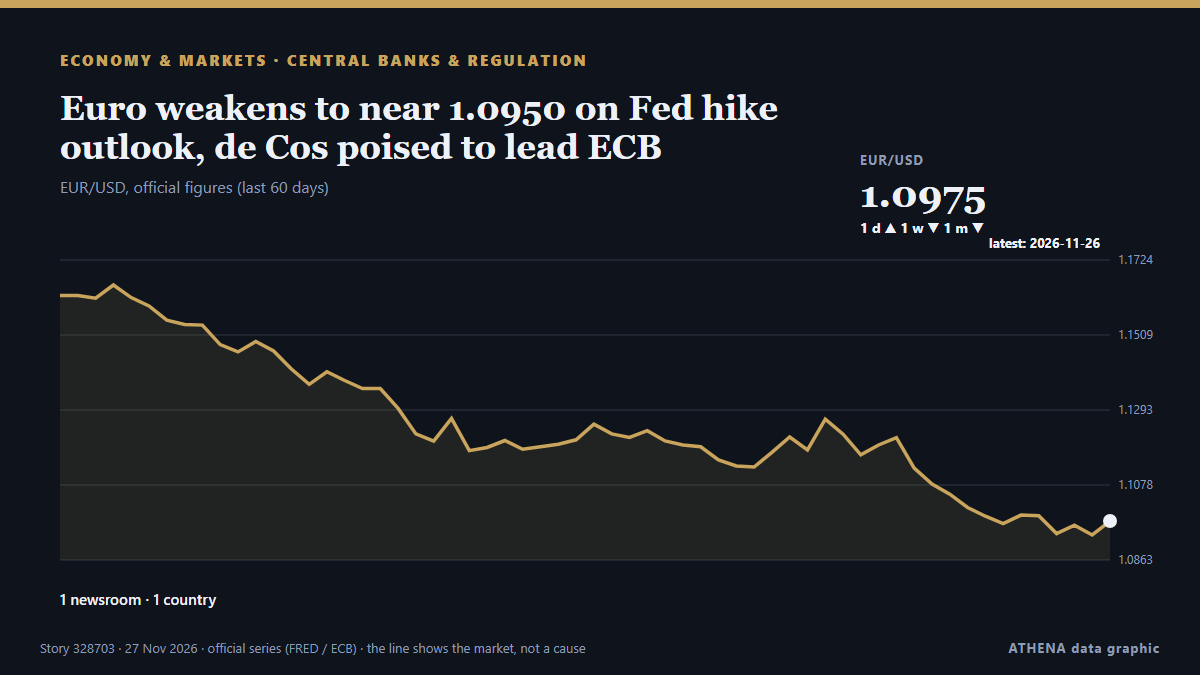 ECONOMY & MARKETS · CENTRAL BANKS & REGULATION
Euro weakens to near 1.0950 on Fed hike
outlook, de Cos poised to lead ECB
EUR/USD, official figures (last 60 days)
EUR/USD
1.0975
1 d ▲ 1 w ▼ 1 m ▼
latest: 2026-11-26
1.1724
1.1509
1.1293
1.1078
1.0863
1 newsroom · 1 country
Story 328703 · 27 Nov 2026 · official series (FRED / ECB) · the line shows the market, not a cause
ATHENA data graphic